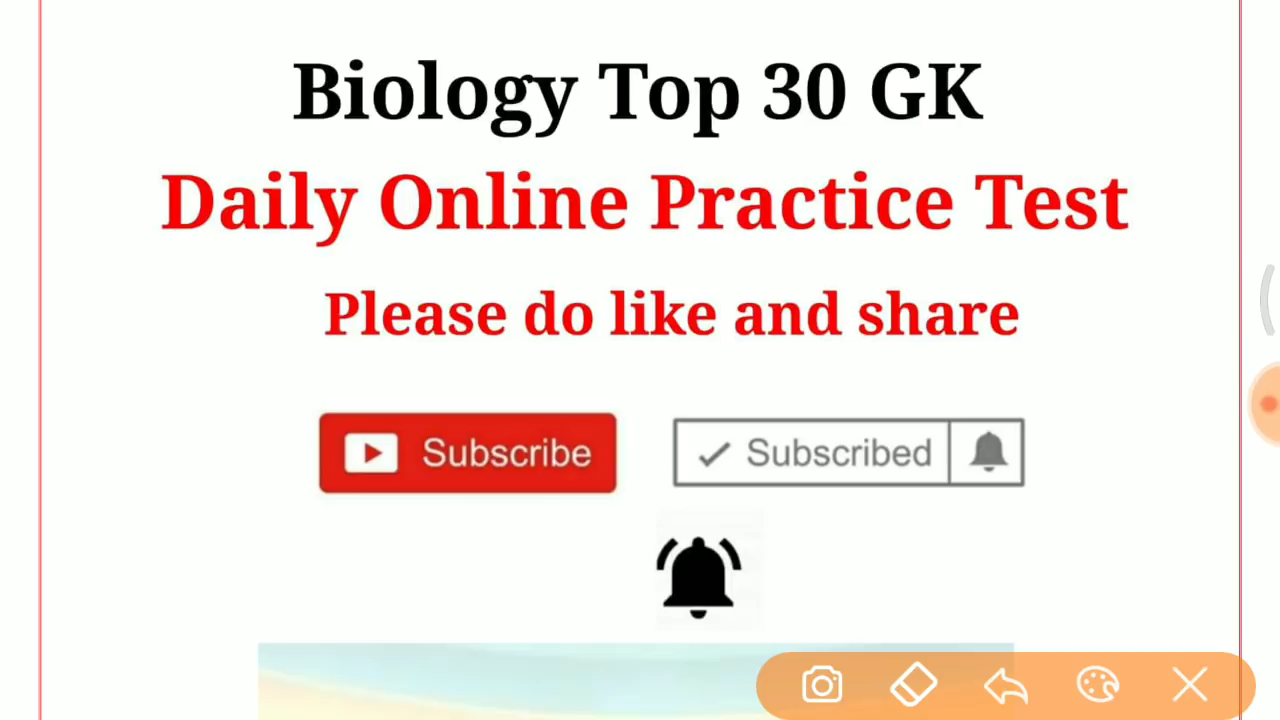 Biology Top 30 GK
Daily Online Practice Test
Please do like and share
Subscribe
Subscribed